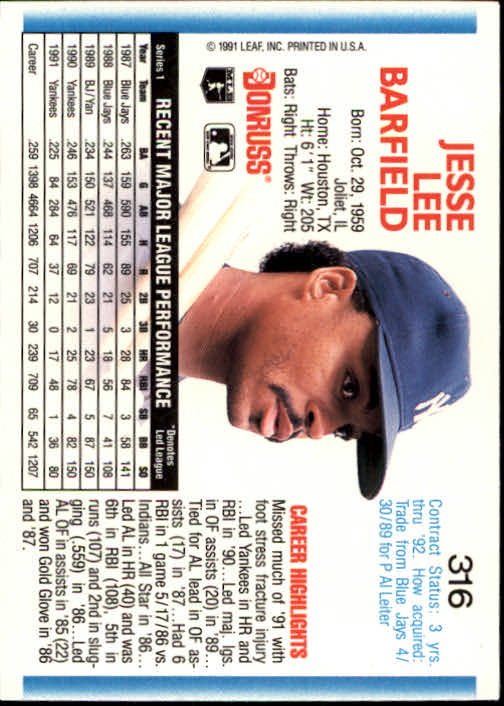 JESSE
LEE
BARFIELD
316
Contract Status: 3 yrs.
thru '92. How acquired:
Trade from Blue Jays 4/
30/89 for P Al Leiter
Born: Oct. 29, 1959
Joliet, IL
Home: Houston, TX
Ht: 6'1" Wt: 205
Bats: Right Throws: Right
DONRUSS
© 1991 LEAF, INC. PRINTED IN U.S.A.
CAREER HIGHLIGHTS
Missed much of '91 with
foot stress fracture injury
...Led Yankees in HR and
RBI in '90...Led maj. lgs.
in OF assists (20) in '89...
Tied for AL lead in OF as-
sists (17) in '87...Had 6
RBI in 1 game 5/17/86 vs.
Indians...All Star in '86...
Led AL in HR (40) and was
6th in RBI (108), 5th in
runs (107) and 2nd in slug-
ging (.559) in '86...Led
AL OF in assists in '85 (22)
and won Gold Glove in '86
and '87.
Series 1 RECENT MAJOR LEAGUE PERFORMANCE *Denotes
Led League
Year Team BA G AB H R 2B 3B HR RBI SB BB SO
1987 Blue Jays .263 159 590 155 89 25 3 28 84 3 58 141
1988 Blue Jays .244 137 468 114 62 21 5 18 56 7 41 108
1989 BJ/Yan .234 150 521 122 79 23 1 23 67 5 87 150
1990 Yankees .246 153 476 117 69 21 2 25 78 4 82 150
1991 Yankees .225 84 284 64 37 12 0 17 48 1 36 80
Career .259 1398 4664 1206 707 214 30 239 709 65 542 1207